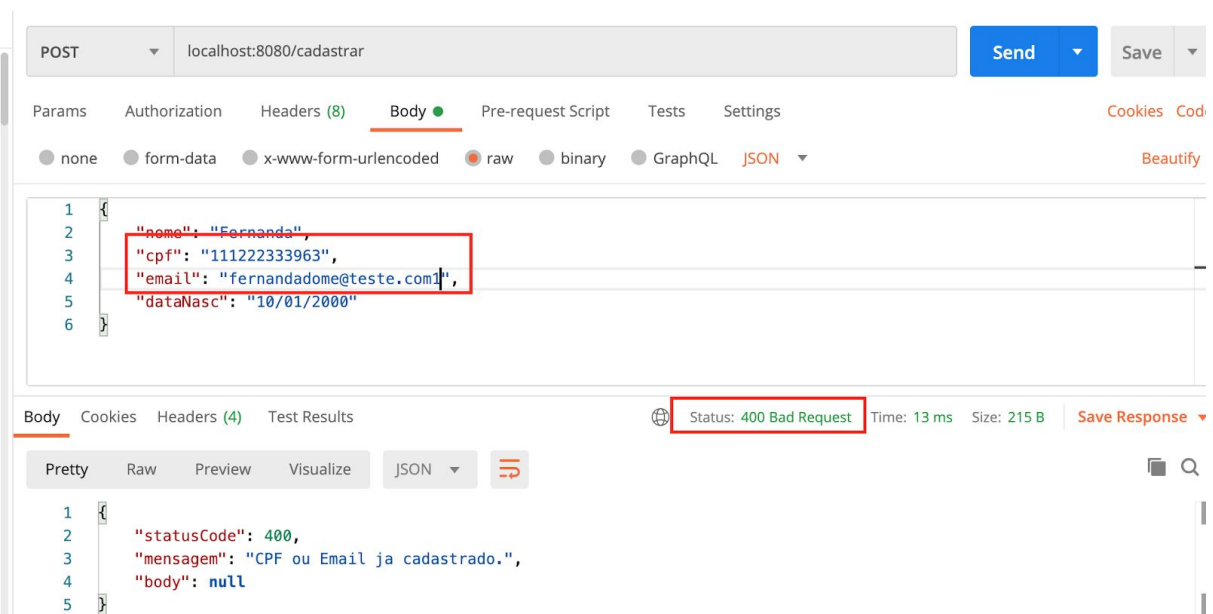 POST localhost:8080/cadastrar Send Save
Params Authorization Headers (8) Body Pre-request Script Tests Settings Cookies Code
none form-data x-www-form-urlencoded raw binary GraphQL JSON Beautify
1 {
2 "nome": "Fernanda",
3 "cpf": "111222333963",
4 "email": "fernandadome@teste.com1",
5 "dataNasc": "10/01/2000"
6 }
Body Cookies Headers (4) Test Results Status: 400 Bad Request Time: 13 ms Size: 215 B Save Response
Pretty Raw Preview Visualize JSON
1 {
2 "statusCode": 400,
3 "mensagem": "CPF ou Email ja cadastrado.",
4 "body": null
5 }